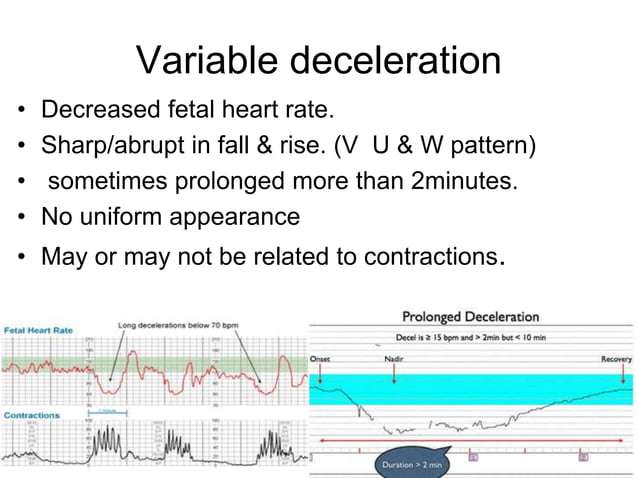 Variable deceleration
• Decreased fetal heart rate.
• Sharp/abrupt in fall & rise. (V U & W pattern)
• sometimes prolonged more than 2minutes.
• No uniform appearance
• May or may not be related to contractions.
Long decelerations below 70 bpm
Fetal Heart Rate
Contractions
Prolonged Deceleration
Decel is ≥ 15 bpm and > 2min but < 10 min
Onset Nadir Recovery
Duration > 2 min